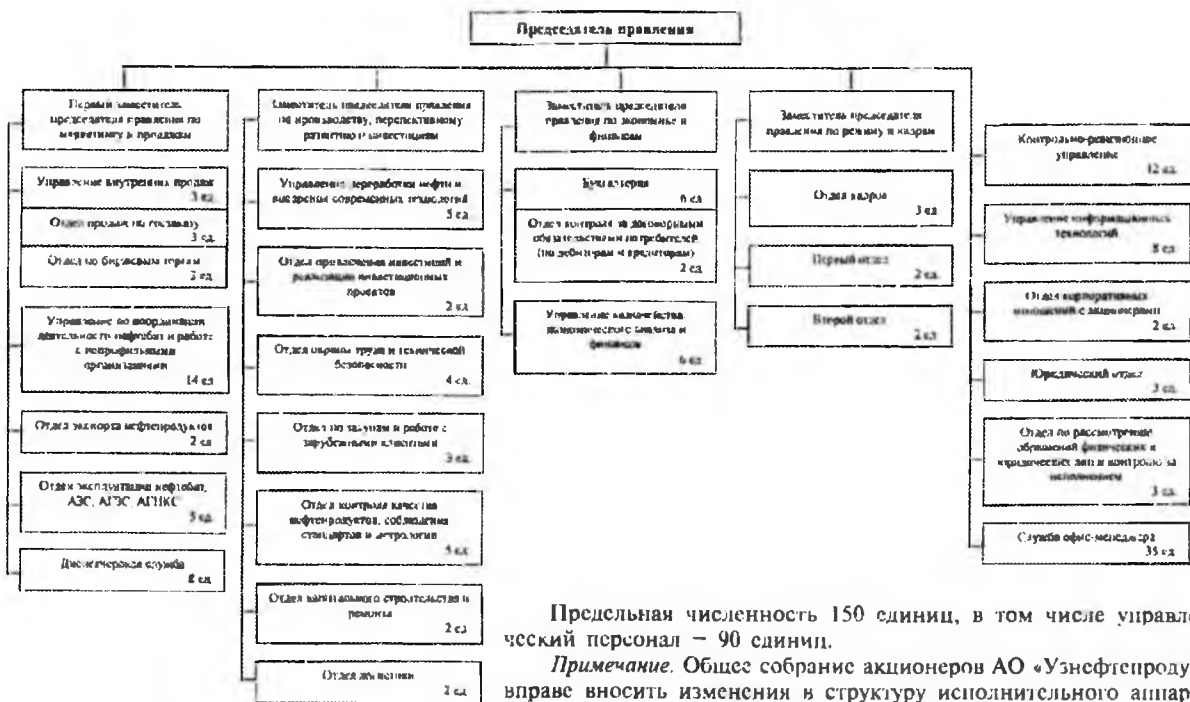 Председатель правления
Первый заместитель
председателя правления по
маркетингу и продажам
Управление внутренних продаж
3 ед.
Отдел продаж по госзаказу
3 ед.
Отдел по биржевым торгам
3 ед.
Управление по координации
деятельности нефтебаз и работе
с непрофильными
организациями
14 ед.
Отдел экспорта нефтепродуктов
2 ед.
Отдел эксплуатации нефтебаз,
АЗС, АГЗС, АГНКС
5 ед.
Диспетчерская служба
8 ед.
Заместитель председателя правления
по производству, перспективному
развитию и инвестициям
Управление переработки нефти и
внедрения современных технологий
5 ед.
Отдел привлечения инвестиций и
реализации инвестиционных
проектов
2 ед.
Отдел охраны труда и технической
безопасности
4 ед.
Отдел по закупкам и работе с
зарубежными клиентами
3 ед.
Отдел контроля качества
нефтепродуктов, соблюдения
стандартов и метрологии
5 ед.
Отдел капитального строительства и
ремонта
2 ед.
Отдел логистики
2 ед.
Заместитель председателя
правления по экономике и
финансам
Бухгалтерия
6 ед.
Отдел контроля за договорными
обязательствами потребителей
(по дебиторам и кредиторам)
2 ед.
Управление казначейства
экономического анализа и
финансов
6 ед.
Заместитель председателя
правления по режиму и кадрам
Отдел кадров
3 ед.
Первый отдел
2 ед.
Второй отдел
2 ед.
Контрольно-ревизионное
управление
12 ед.
Управление информационных
технологий
8 ед.
Отдел корпоративных
отношений с акционерами
2 ед.
Юридический отдел
3 ед.
Отдел по рассмотрению
обращений физических и
юридических лиц и контролю за
исполнением
3 ед.
Служба офис-менеджера
35 ед.
Предельная численность 150 единиц, в том числе управле
ческий персонал − 90 единиц.
Примечание. Общее собрание акционеров АО «Узнефтепроду
вправе вносить изменения в структуру исполнительного аппар